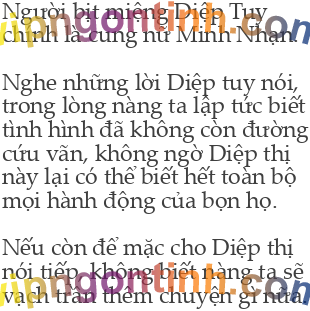 Người bịt miệng Diệp Tuy
chính là cung nữ Minh Nhạn.
Nghe những lời Diệp tuy nói,
trong lòng nàng ta lập tức biết
tình hình đã không còn đường
cứu vãn, không ngờ Diệp thị
này lại có thể biết hết toàn bộ
mọi hành động của bọn họ.
Nếu còn để mặc cho Diệp thị
nói tiếp, không biết nàng ta sẽ
vạch trần thêm chuyện gì nữa.